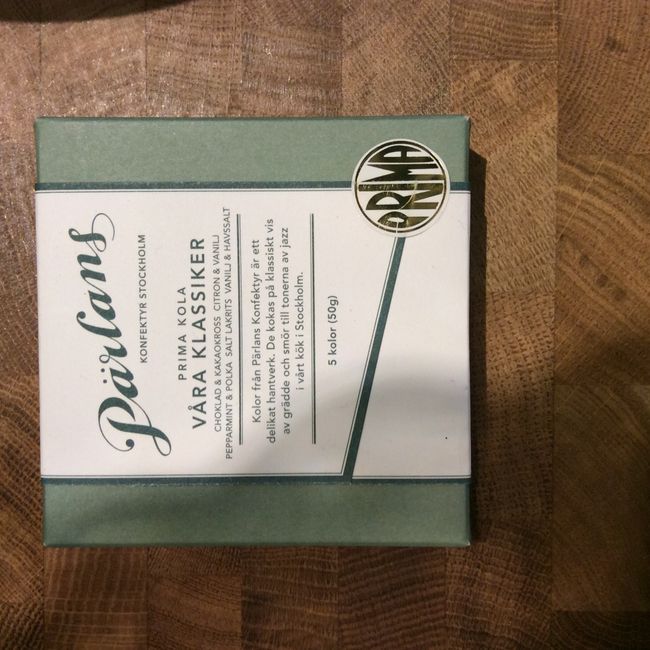 Pärlans
KONFEKTYR STOCKHOLM
PRIMA KOLA
VÅRA KLASSIKER
CHOKLAD & KAKAOKROSS CITRON & VANILJ
PEPPARMINT & POLKA SALT LAKRITS VANILJ & HAVSSALT
Kolor från Pärlans Konfektyr är ett
delikat hantverk. De kokas på klassiskt vis
av grädde och smör till tonerna av jazz
i vårt kök i Stockholm.
5 kolor (50g)
PRIMA